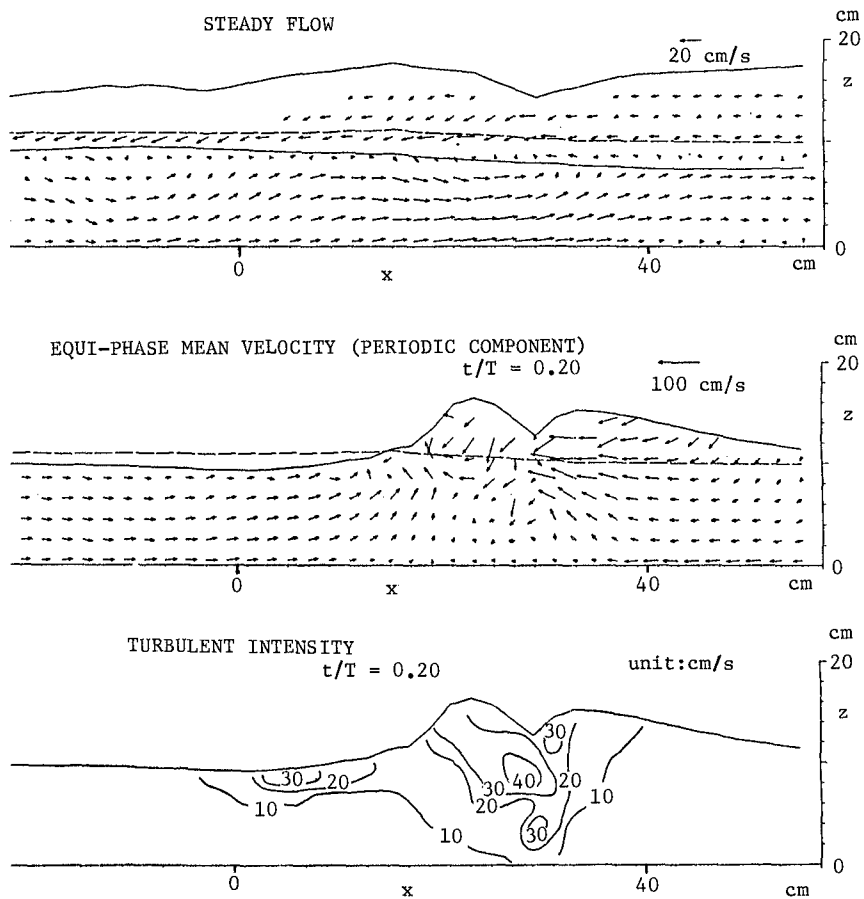 STEADY FLOW
cm
20
20 cm/s
z
0
0
x
40
cm
EQUI-PHASE MEAN VELOCITY (PERIODIC COMPONENT)
t/T = 0.20
cm
20
100 cm/s
z
0
0
x
40
cm
TURBULENT INTENSITY
t/T = 0.20
unit:cm/s
cm
20
z
30
30
20
30
40
20
10
20
10
10
30
0
0
x
40
cm